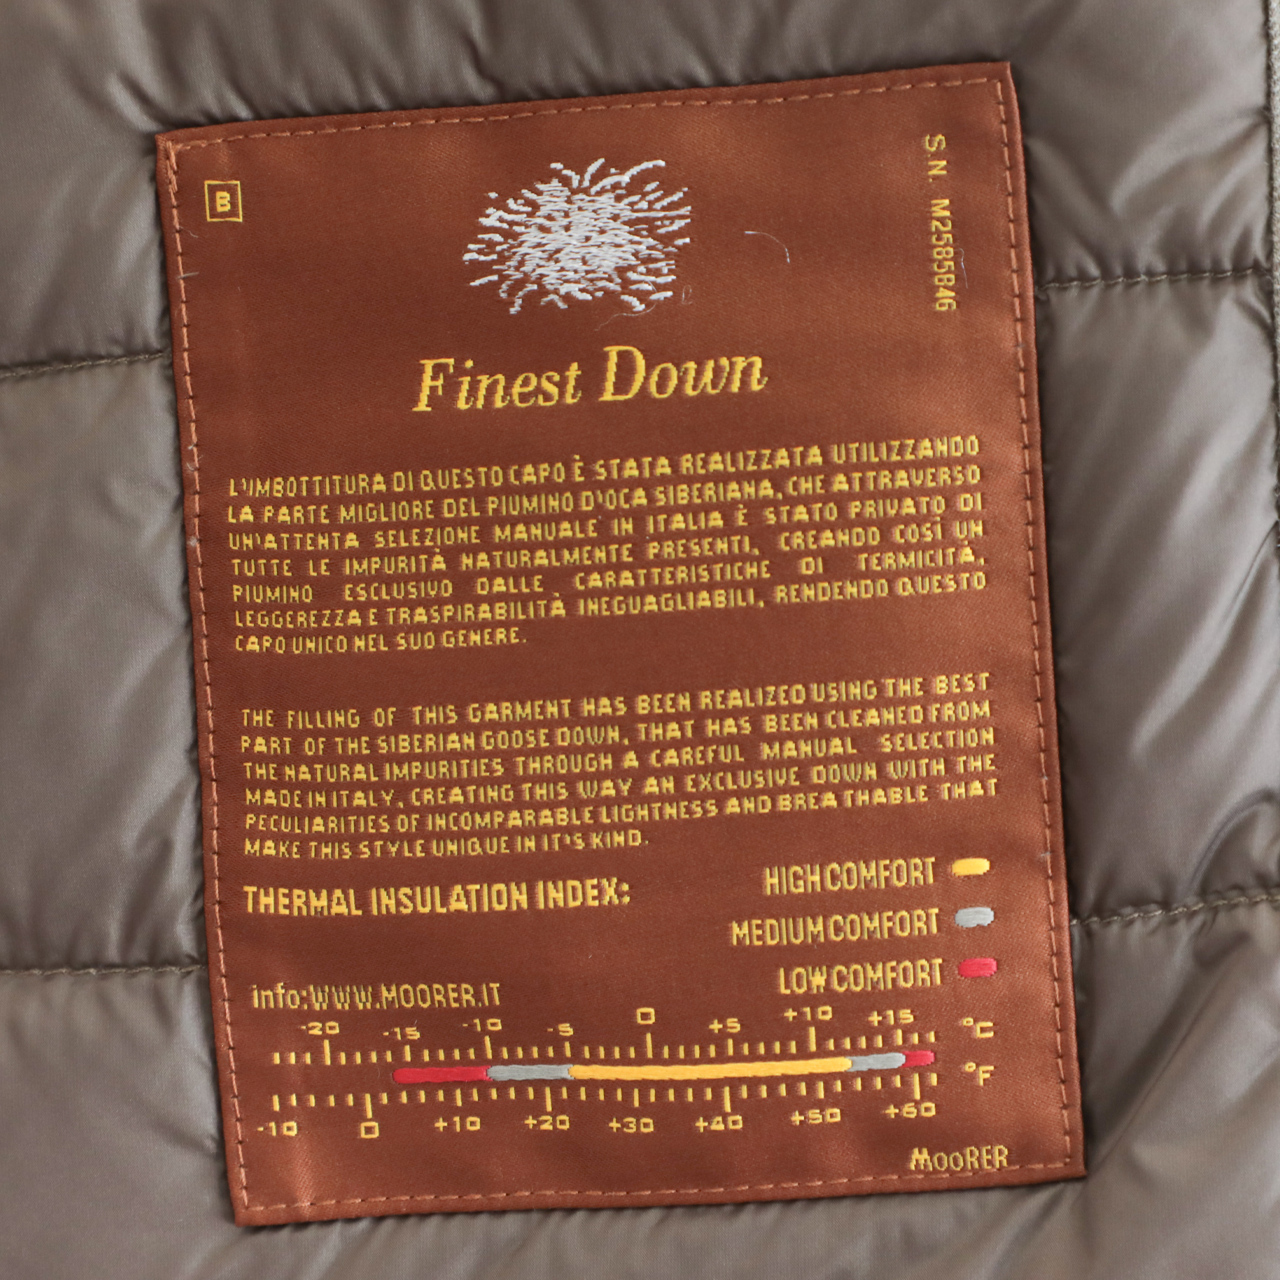 B
S.N. M2585846
Finest Down
L'IMBOTTITURA DI QUESTO CAPO È STATA REALIZZATA UTILIZZANDO
LA PARTE MIGLIORE DEL PIUMINO D'OCA SIBERIANA, CHE ATTRAVERSO
UN'ATTENTA SELEZIONE MANUALE IN ITALIA È STATO PRIVATO DI
TUTTE LE IMPURITÀ NATURALMENTE PRESENTI, CREANDO COSÌ UN
PIUMINO ESCLUSIVO DALLE CARATTERISTICHE DI TERMICITÀ,
LEGGEREZZA E TRASPIRABILITÀ INEGUAGLIABILI, RENDENDO QUESTO
CAPO UNICO NEL SUO GENERE.
THE FILLING OF THIS GARMENT HAS BEEN REALIZED USING THE BEST
PART OF THE SIBERIAN GOOSE DOWN, THAT HAS BEEN CLEANED FROM
THE NATURAL IMPURITIES THROUGH A CAREFUL MANUAL SELECTION
MADE IN ITALY, CREATING THIS WAY AN EXCLUSIVE DOWN WITH THE
PECULIARITIES OF INCOMPARABLE LIGHTNESS AND BREATHABLE THAT
MAKE THIS STYLE UNIQUE IN IT'S KIND.
THERMAL INSULATION INDEX:
HIGH COMFORT
MEDIUM COMFORT
LOW COMFORT
info:WWW.MOORER.IT
-20 -15 -10 -5 0 +5 +10 +15 °C
°F
-10 0 +10 +20 +30 +40 +50 +60
MOORER